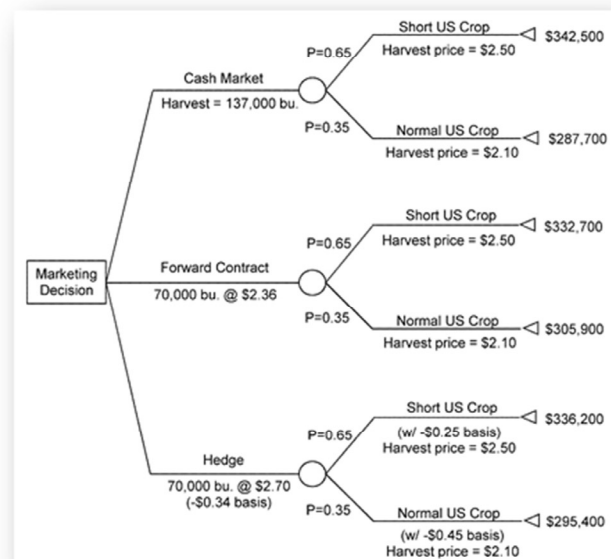 Short US Crop
$342,500
P=0.65
Harvest price = $2.50
Cash Market
Harvest = 137,000 bu.
P=0.35
Normal US Crop
$287,700
Harvest price = $2.10
Short US Crop
$332,700
P=0.65
Harvest price = $2.50
Marketing
Decision
Forward Contract
70,000 bu. @ $2.36
P=0.35
Normal US Crop
$305,900
Harvest price = $2.10
Short US Crop
$336,200
P=0.65
(w/ -$0.25 basis)
Harvest price = $2.50
Hedge
70,000 bu. @ $2.70
(-$0.34 basis)
P=0.35
Normal US Crop
$295,400
(w/ -$0.45 basis)
Harvest price = $2.10